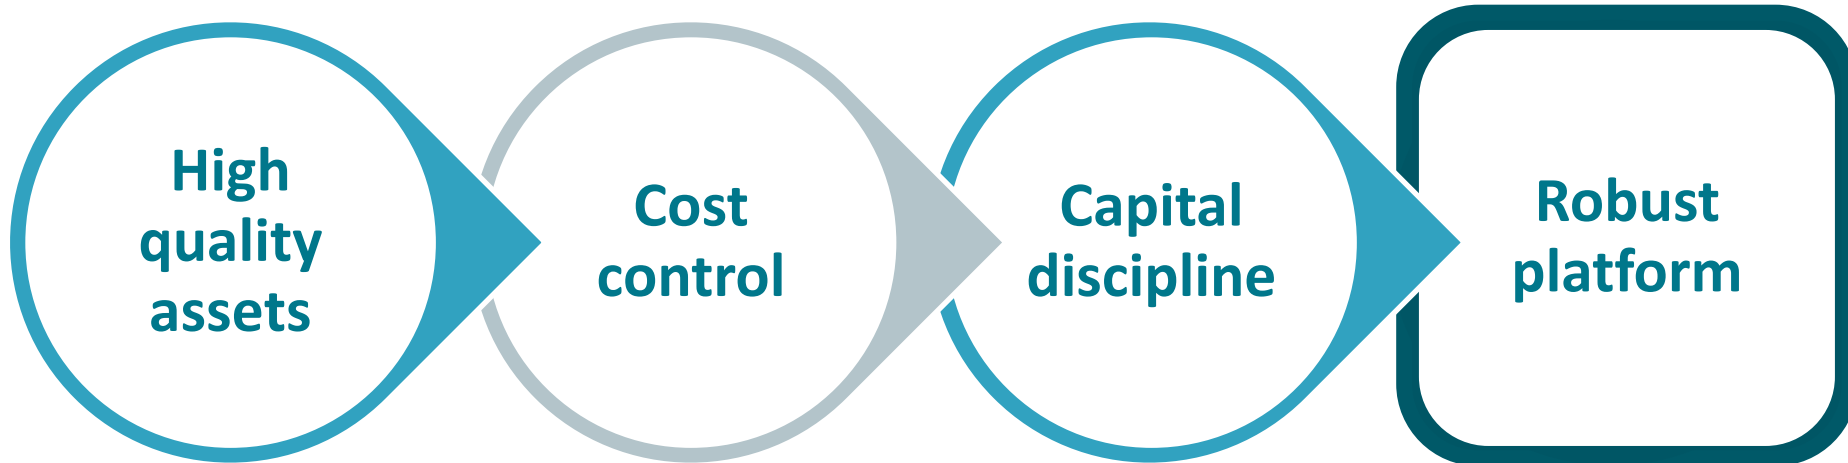 High
quality
assets
Cost
control
Capital
discipline
Robust
platform